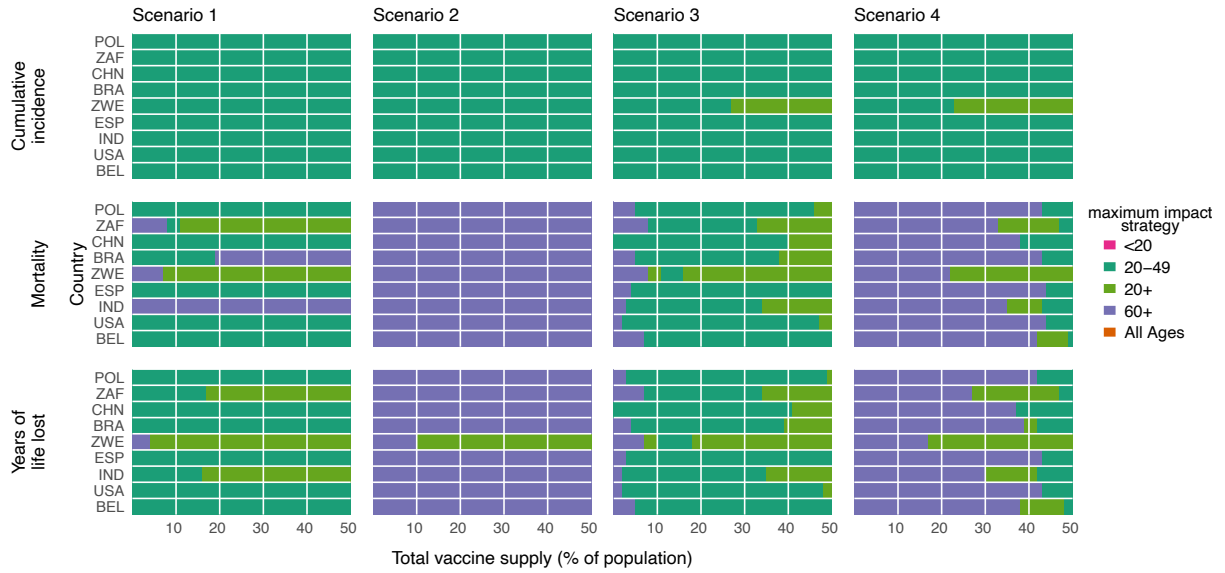 Scenario 1 Scenario 2 Scenario 3 Scenario 4
Cumulative
incidence
POL
ZAF
CHN
BRA
ZWE
ESP
IND
USA
BEL
Mortality
Country
POL
ZAF
CHN
BRA
ZWE
ESP
IND
USA
BEL
Years of
life lost
POL
ZAF
CHN
BRA
ZWE
ESP
IND
USA
BEL
10 20 30 40 50 10 20 30 40 50 10 20 30 40 50 10 20 30 40 50
Total vaccine supply (% of population)
maximum impact
strategy
<20
20−49
20+
60+
All Ages